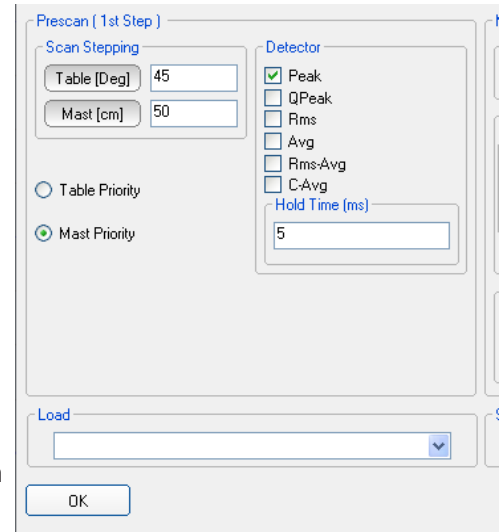 Prescan ( 1st Step )
Scan Stepping
Table [Deg] 45
Mast [cm] 50
Table Priority
Mast Priority
Detector
Peak
QPeak
Rms
Avg
Rms-Avg
C-Avg
Hold Time (ms)
5
Load
OK